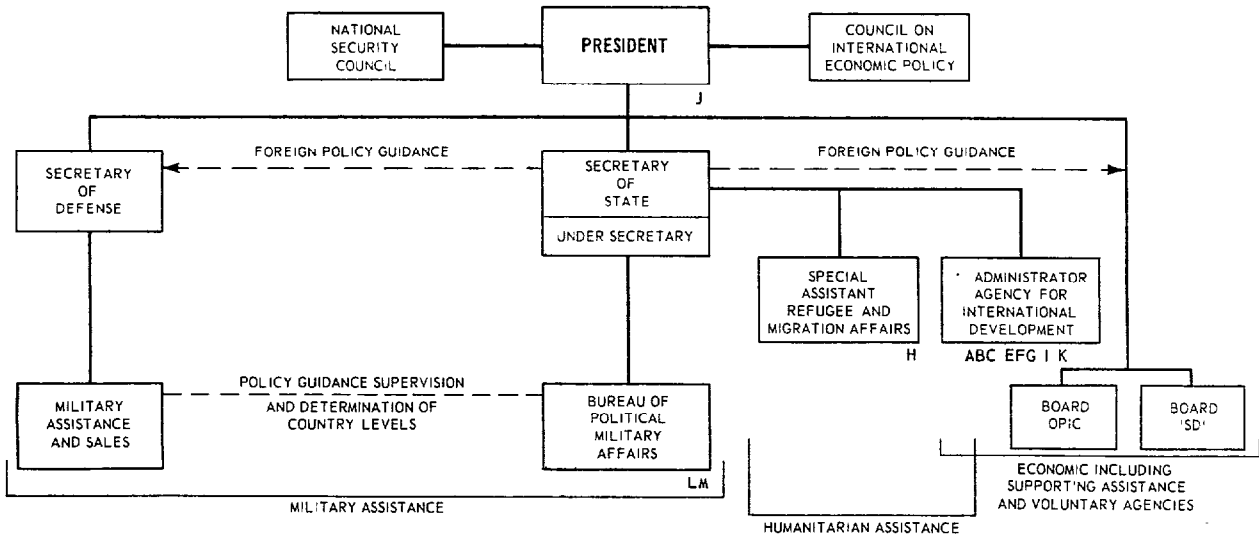 NATIONAL
SECURITY
COUNCIL
PRESIDENT
COUNCIL ON
INTERNATIONAL
ECONOMIC POLICY
J
FOREIGN POLICY GUIDANCE
FOREIGN POLICY GUIDANCE
SECRETARY
OF
DEFENSE
SECRETARY
OF
STATE
UNDER SECRETARY
SPECIAL
ASSISTANT
REFUGEE AND
MIGRATION AFFAIRS
H
ADMINISTRATOR
AGENCY FOR
INTERNATIONAL
DEVELOPMENT
ABC EFG I K
MILITARY
ASSISTANCE
AND SALES
POLICY GUIDANCE SUPERVISION
AND DETERMINATION OF
COUNTRY LEVELS
BUREAU OF
POLITICAL
MILITARY
AFFAIRS
LM
BOARD
OPIC
BOARD
'SD'
MILITARY ASSISTANCE
HUMANITARIAN ASSISTANCE
ECONOMIC INCLUDING
SUPPORTING ASSISTANCE
AND VOLUNTARY AGENCIES